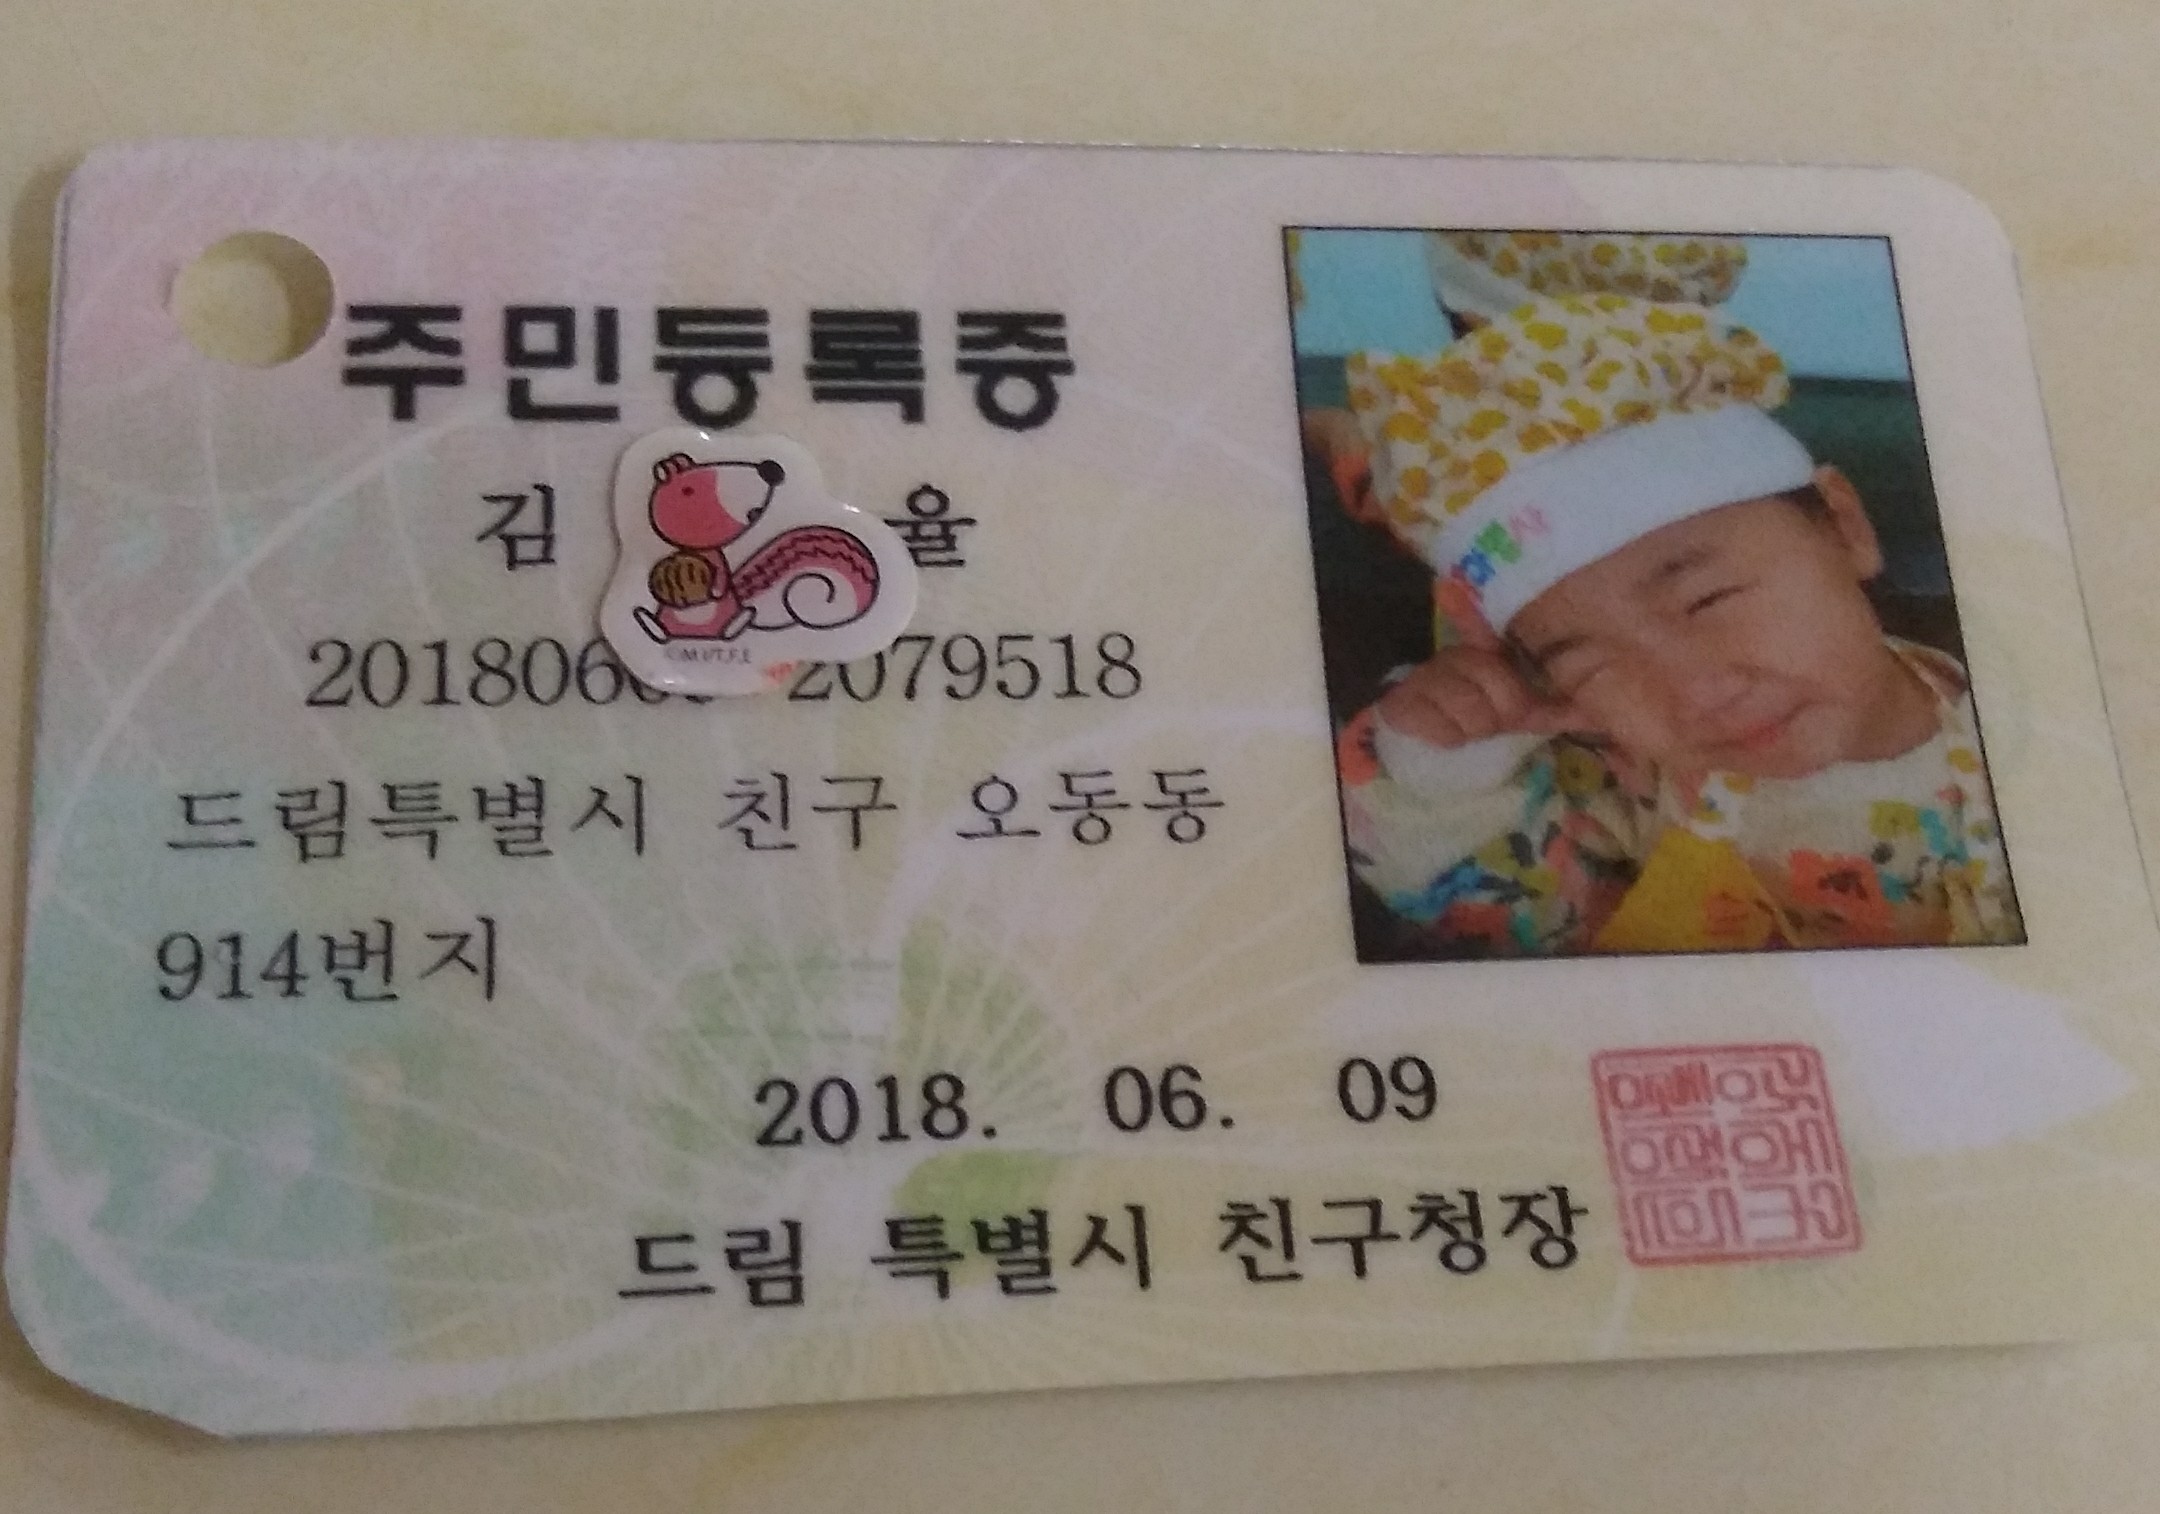 주민등록증
김 율
201806 2079518
드림특별시 친구 오동동
914번지
2018. 06. 09
드림 특별시 친구청장